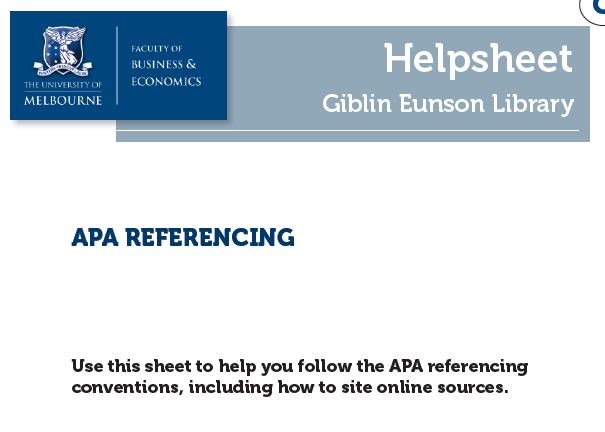 Helpsheet
Giblin Eunson Library
THE UNIVERSITY OF
MELBOURNE
FACULTY OF
BUSINESS &
ECONOMICS
APA REFERENCING
Use this sheet to help you follow the APA referencing
conventions, including how to site online sources.